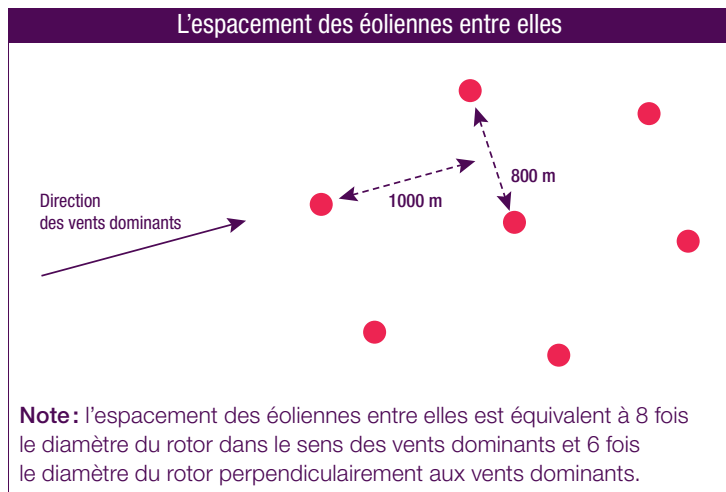 L'espacement des éoliennes entre elles
800 m
1000 m
Direction
des vents dominants
Note : l'espacement des éoliennes entre elles est équivalent à 8 fois
le diamètre du rotor dans le sens des vents dominants et 6 fois
le diamètre du rotor perpendiculairement aux vents dominants.